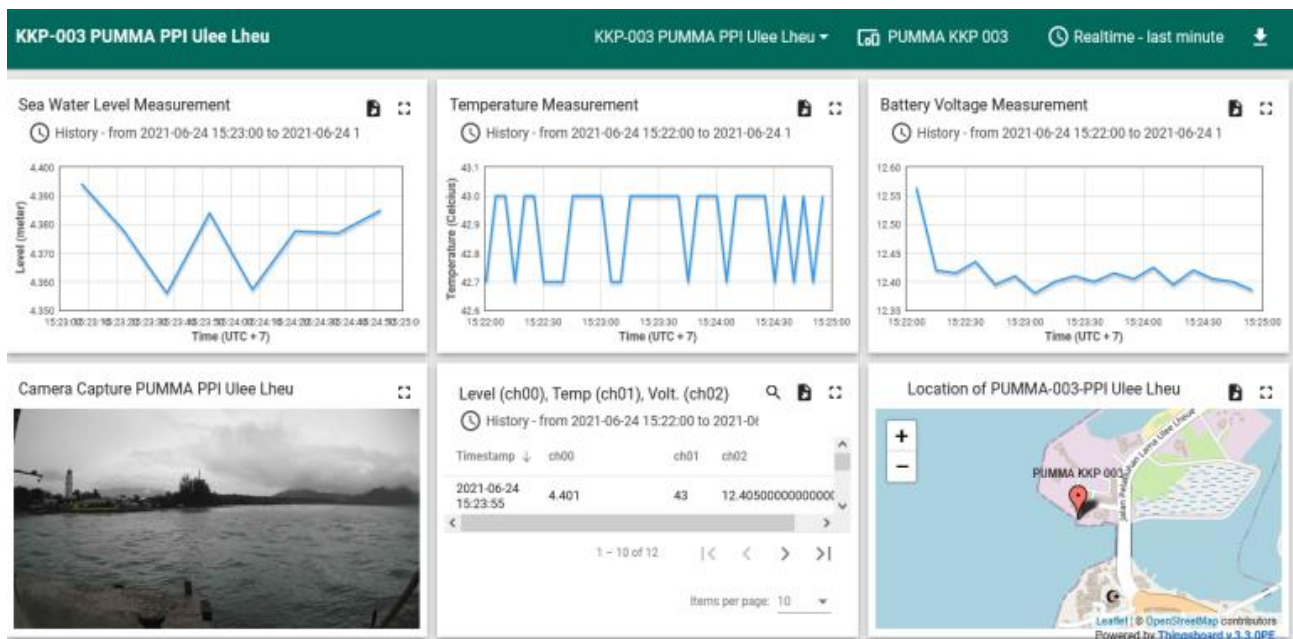 KKP-003 PUMMA PPI Ulee Lheu
KKP-003 PUMMA PPI Ulee Lheu
PUMMA KKP 003
Realtime - last minute
Sea Water Level Measurement
History - from 2021-06-24 15:23:00 to 2021-06-24 1
4.400
4.390
4.380
4.370
4.360
4.350
Level (meter)
Time (UTC + 7)
Temperature Measurement
History - from 2021-06-24 15:22:00 to 2021-06-24 1
43.1
43.0
42.9
42.8
42.7
42.6
Temperature (Celcius)
15:22:00 15:22:30 15:23:00 15:23:30 15:24:00 15:24:30 15:25:00
Time (UTC + 7)
Battery Voltage Measurement
History - from 2021-06-24 15:22:00 to 2021-06-24 1
12.60
12.50
12.45
12.40
12.35
15:22:00 15:22:30 15:23:00 15:23:30 15:24:00 15:24:30 15:25:00
Time (UTC + 7)
Camera Capture PUMMA PPI Ulee Lheu
Level (ch00), Temp (ch01), Volt. (ch02)
History - from 2021-06-24 15:22:00 to 2021-06
Timestamp ch00 ch01 ch02
2021-06-24
15:23:55 4.401 43 12.40500000000000
1 – 10 of 12
Items per page: 10
Location of PUMMA-003-PPI Ulee Lheu
+
−
PUMMA KKP 003
Lama Ulee Lheue
Jalan
Leaflet | © OpenStreetMap contributors
Powered by Thingsboard v.3.3.0PE